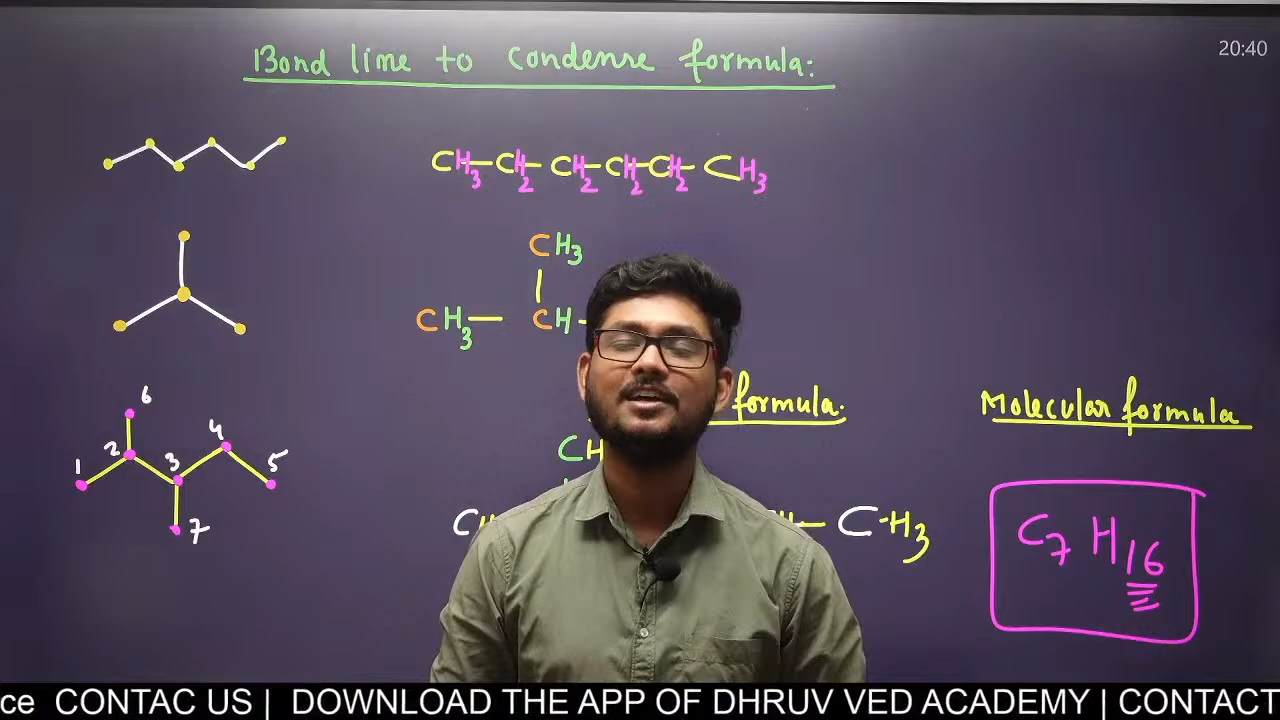 Bond line to Condense formula:
20:40
CH3-CH2-CH2-CH2-CH2-CH3
CH3
CH3-CH-
6
1 2 3 4 5
7
formula.
Molecular formula
CH
C-H3
C7H16
ce CONTAC US | DOWNLOAD THE APP OF DHRUV VED ACADEMY | CONTACT